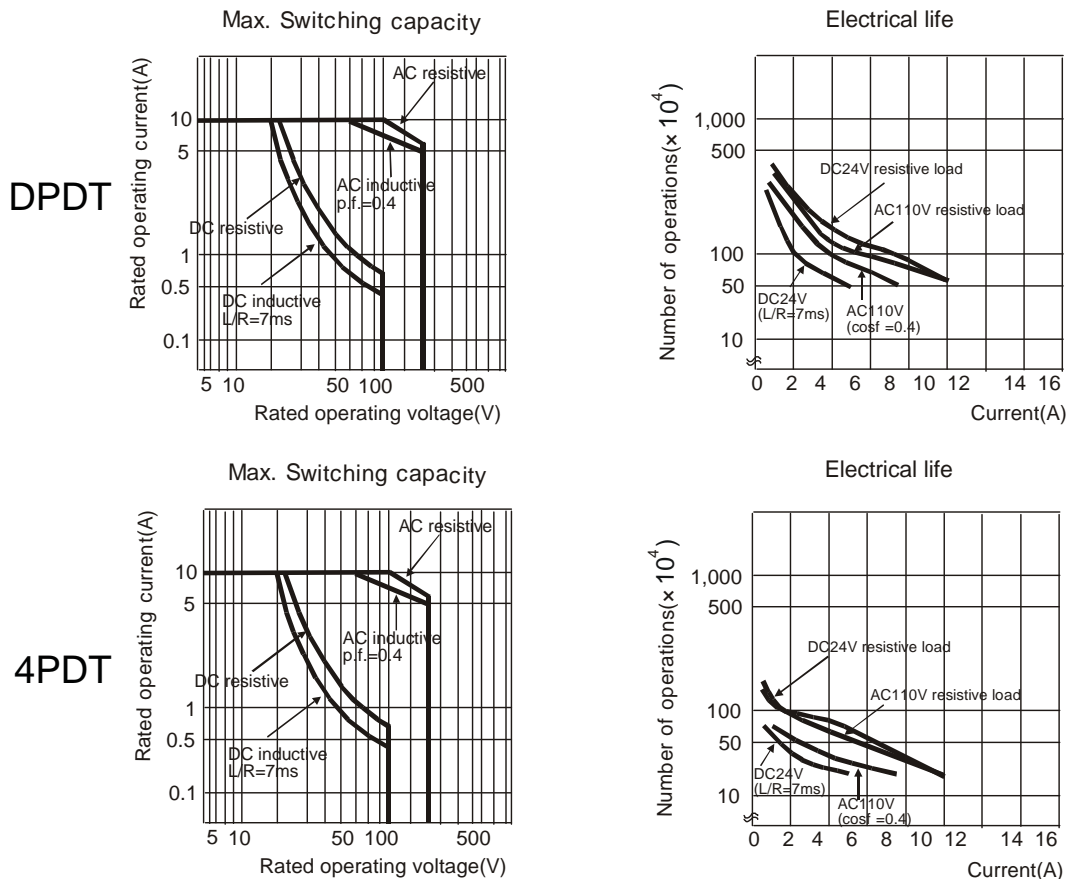 DPDT
Max. Switching capacity
Rated operating current(A)
10
5
1
0.5
0.1
AC resistive
AC inductive
p.f.=0.4
DC resistive
DC inductive
L/R=7ms
5 10 50 100 500
Rated operating voltage(V)
Electrical life
Number of operations(× 10⁴)
1,000
500
100
50
10
DC24V resistive load
AC110V resistive load
DC24V
(L/R=7ms)
AC110V
(cosf =0.4)
0 2 4 6 8 10 12 14 16
Current(A)
4PDT
Max. Switching capacity
Rated operating current(A)
10
5
1
0.5
0.1
AC resistive
AC inductive
p.f.=0.4
DC resistive
DC inductive
L/R=7ms
5 10 50 100 500
Rated operating voltage(V)
Electrical life
Number of operations(× 10⁴)
1,000
500
100
50
10
DC24V resistive load
AC110V resistive load
DC24V
(L/R=7ms)
AC110V
(cosf =0.4)
0 2 4 6 8 10 12 14 16
Current(A)